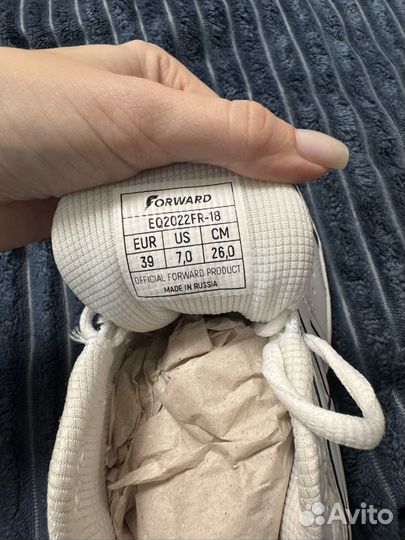 FORWARD
EQ2022FR-18
EUR US CM
39 7,0 26,0
OFFICIAL FORWARD PRODUCT
MADE IN RUSSIA
Avito